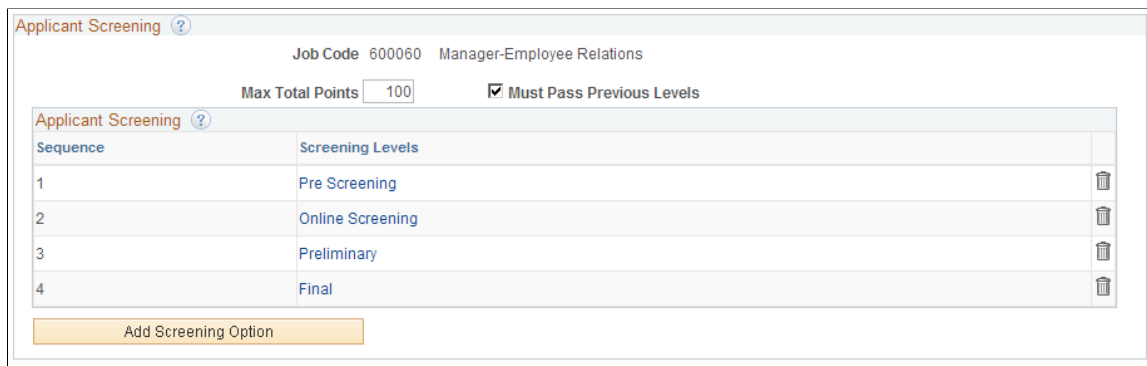 Applicant Screening ?
Job Code 600060 Manager-Employee Relations
Max Total Points 100 Must Pass Previous Levels
Applicant Screening ?
Sequence Screening Levels
1 Pre Screening
2 Online Screening
3 Preliminary
4 Final
Add Screening Option